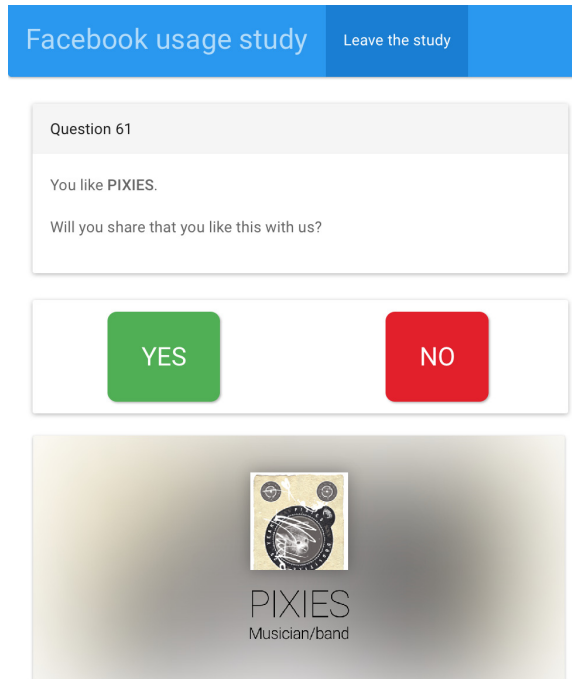 Facebook usage study
Leave the study
Question 61
You like PIXIES.
Will you share that you like this with us?
YES
NO
PIXIES
PIXIES
Musician/band